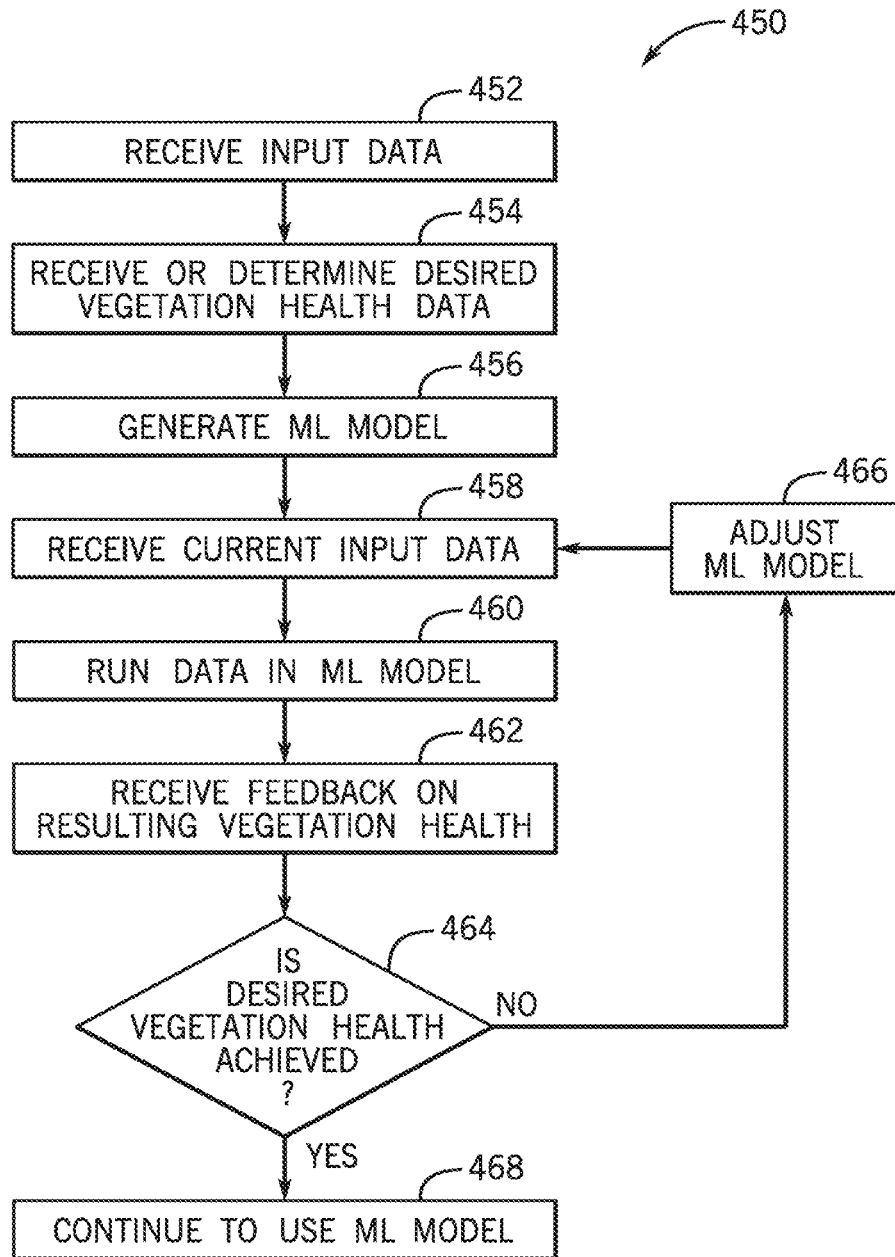 450
452
RECEIVE INPUT DATA
454
RECEIVE OR DETERMINE DESIRED
VEGETATION HEALTH DATA
456
GENERATE ML MODEL
458
RECEIVE CURRENT INPUT DATA
466
ADJUST
ML MODEL
460
RUN DATA IN ML MODEL
462
RECEIVE FEEDBACK ON
RESULTING VEGETATION HEALTH
464
IS
DESIRED
VEGETATION HEALTH
ACHIEVED
?
NO
YES
468
CONTINUE TO USE ML MODEL